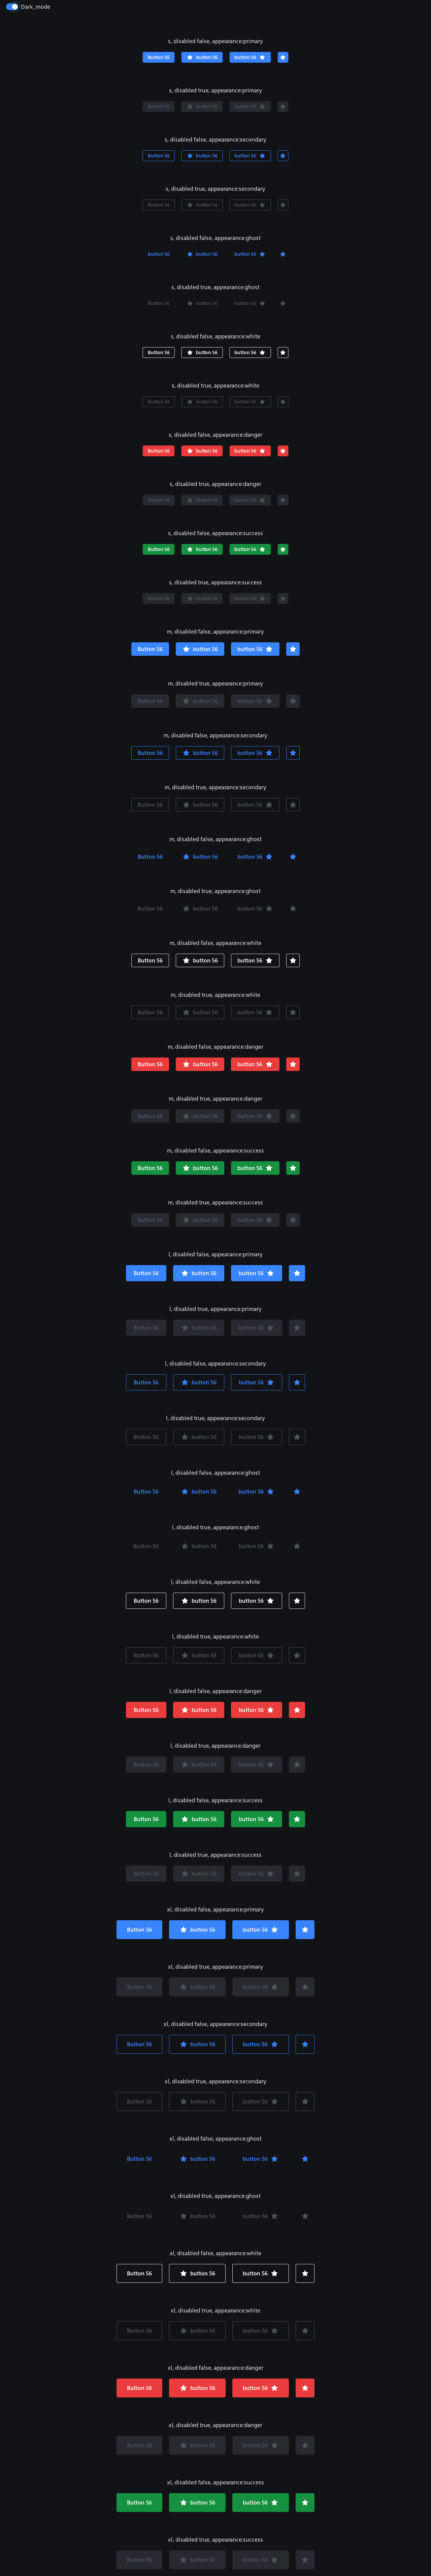 Dark_mode
s, disabled false, appearance:primary
Button 56 button 56 button 56
s, disabled true, appearance:primary
Button 56 button 56 button 56
s, disabled false, appearance:secondary
Button 56 button 56 button 56
s, disabled true, appearance:secondary
Button 56 button 56 button 56
s, disabled false, appearance:ghost
Button 56 button 56 button 56
s, disabled true, appearance:ghost
Button 56 button 56 button 56
s, disabled false, appearance:white
Button 56 button 56 button 56
s, disabled true, appearance:white
Button 56 button 56 button 56
s, disabled false, appearance:danger
Button 56 button 56 button 56
s, disabled true, appearance:danger
Button 56 button 56 button 56
s, disabled false, appearance:success
Button 56 button 56 button 56
s, disabled true, appearance:success
Button 56 button 56 button 56
m, disabled false, appearance:primary
Button 56 button 56 button 56
m, disabled true, appearance:primary
Button 56 button 56 button 56
m, disabled false, appearance:secondary
Button 56 button 56 button 56
m, disabled true, appearance:secondary
Button 56 button 56 button 56
m, disabled false, appearance:ghost
Button 56 button 56 button 56
m, disabled true, appearance:ghost
Button 56 button 56 button 56
m, disabled false, appearance:white
Button 56 button 56 button 56
m, disabled true, appearance:white
Button 56 button 56 button 56
m, disabled false, appearance:danger
Button 56 button 56 button 56
m, disabled true, appearance:danger
Button 56 button 56 button 56
m, disabled false, appearance:success
Button 56 button 56 button 56
m, disabled true, appearance:success
Button 56 button 56 button 56
l, disabled false, appearance:primary
Button 56 button 56 button 56
l, disabled true, appearance:primary
Button 56 button 56 button 56
l, disabled false, appearance:secondary
Button 56 button 56 button 56
l, disabled true, appearance:secondary
Button 56 button 56 button 56
l, disabled false, appearance:ghost
Button 56 button 56 button 56
l, disabled true, appearance:ghost
Button 56 button 56 button 56
l, disabled false, appearance:white
Button 56 button 56 button 56
l, disabled true, appearance:white
Button 56 button 56 button 56
l, disabled false, appearance:danger
Button 56 button 56 button 56
l, disabled true, appearance:danger
Button 56 button 56 button 56
l, disabled false, appearance:success
Button 56 button 56 button 56
l, disabled true, appearance:success
Button 56 button 56 button 56
xl, disabled false, appearance:primary
Button 56 button 56 button 56
xl, disabled true, appearance:primary
Button 56 button 56 button 56
xl, disabled false, appearance:secondary
Button 56 button 56 button 56
xl, disabled true, appearance:secondary
Button 56 button 56 button 56
xl, disabled false, appearance:ghost
Button 56 button 56 button 56
xl, disabled true, appearance:ghost
Button 56 button 56 button 56
xl, disabled false, appearance:white
Button 56 button 56 button 56
xl, disabled true, appearance:white
Button 56 button 56 button 56
xl, disabled false, appearance:danger
Button 56 button 56 button 56
xl, disabled true, appearance:danger
Button 56 button 56 button 56
xl, disabled false, appearance:success
Button 56 button 56 button 56
xl, disabled true, appearance:success
Button 56 button 56 button 56